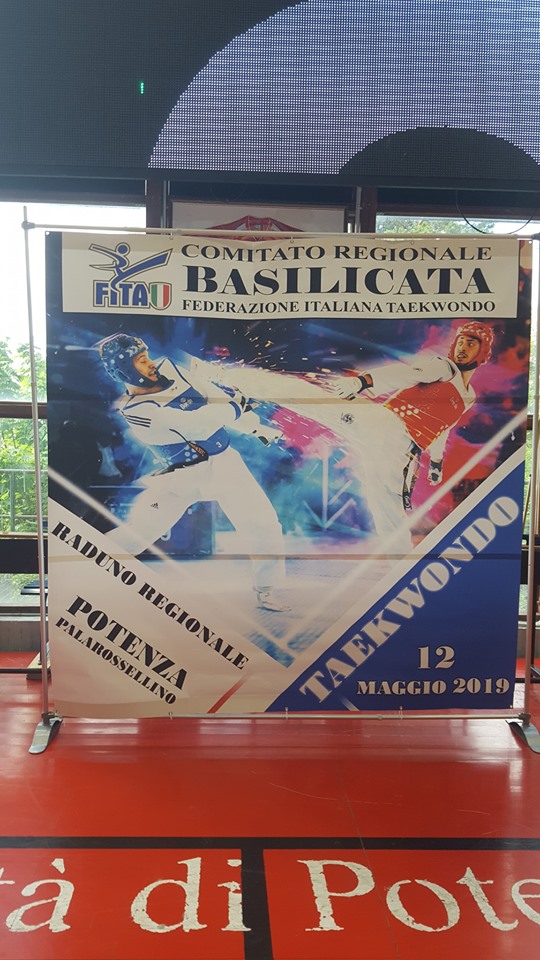 FITA
COMITATO REGIONALE
BASILICATA
FEDERAZIONE ITALIANA TAEKWONDO
RADUNO REGIONALE
POTENZA
PALAROSSELLINO
TAEKWONDO
12
MAGGIO 2019
tà di Pote